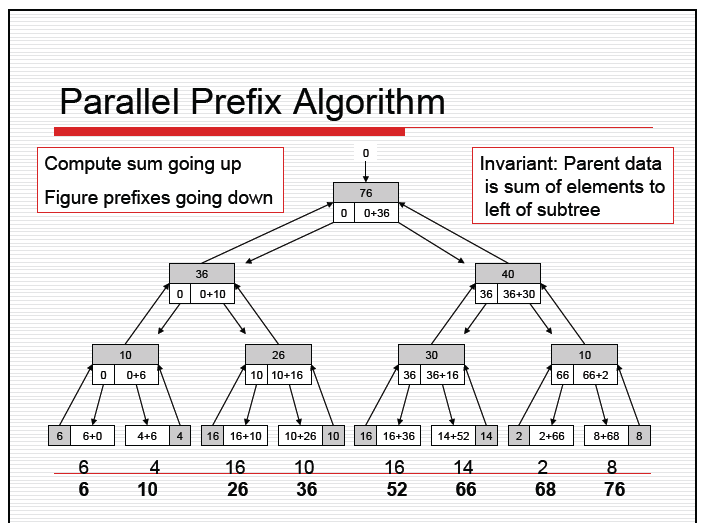 Parallel Prefix Algorithm
Compute sum going up
Figure prefixes going down
0
Invariant: Parent data
is sum of elements to
left of subtree
76
0 0+36
36 40
0 0+10 36 36+30
10 26 30 10
0 0+6 10 10+16 36 36+16 66 66+2
6 6+0 4+6 4 16 16+10 10+26 10 16 16+36 14+52 14 2 2+66 8+68 8
6 4 16 10 16 14 2 8
6 10 26 36 52 66 68 76